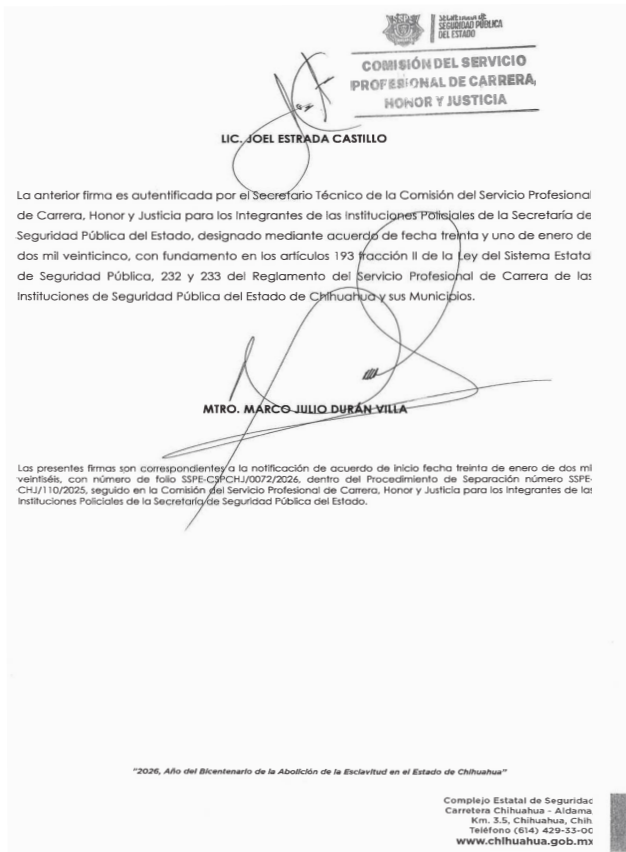 SECRETARÍA DE
SEGURIDAD PÚBLICA
DEL ESTADO
COMISIÓN DEL SERVICIO
PROFESIONAL DE CARRERA,
HONOR Y JUSTICIA
LIC. JOEL ESTRADA CASTILLO
La anterior firma es autentificada por el Secretario Técnico de la Comisión del Servicio Profesional
de Carrera, Honor y Justicia para los Integrantes de las Instituciones Policiales de la Secretaría de
Seguridad Pública del Estado, designado mediante acuerdo de fecha treinta y uno de enero de
dos mil veinticinco, con fundamento en los artículos 193 fracción II de la Ley del Sistema Estatal
de Seguridad Pública, 232 y 233 del Reglamento del Servicio Profesional de Carrera de las
Instituciones de Seguridad Pública del Estado de Chihuahua y sus Municipios.
MTRO. MARCO JULIO DURÁN VILLA
Las presentes firmas son correspondientes a la notificación de acuerdo de inicio fecha treinta de enero de dos mil
veintiséis, con número de folio SSPE-CSPCHJ/0072/2026, dentro del Procedimiento de Separación número SSPE-
CHJ/110/2025, seguido en la Comisión del Servicio Profesional de Carrera, Honor y Justicia para los Integrantes de las
Instituciones Policiales de la Secretaría de Seguridad Pública del Estado.
"2026, Año del Bicentenario de la Abolición de la Esclavitud en el Estado de Chihuahua"
Complejo Estatal de Seguridad
Carretera Chihuahua - Aldama
Km. 3.5, Chihuahua, Chih
Teléfono (614) 429-33-00
www.chihuahua.gob.mx